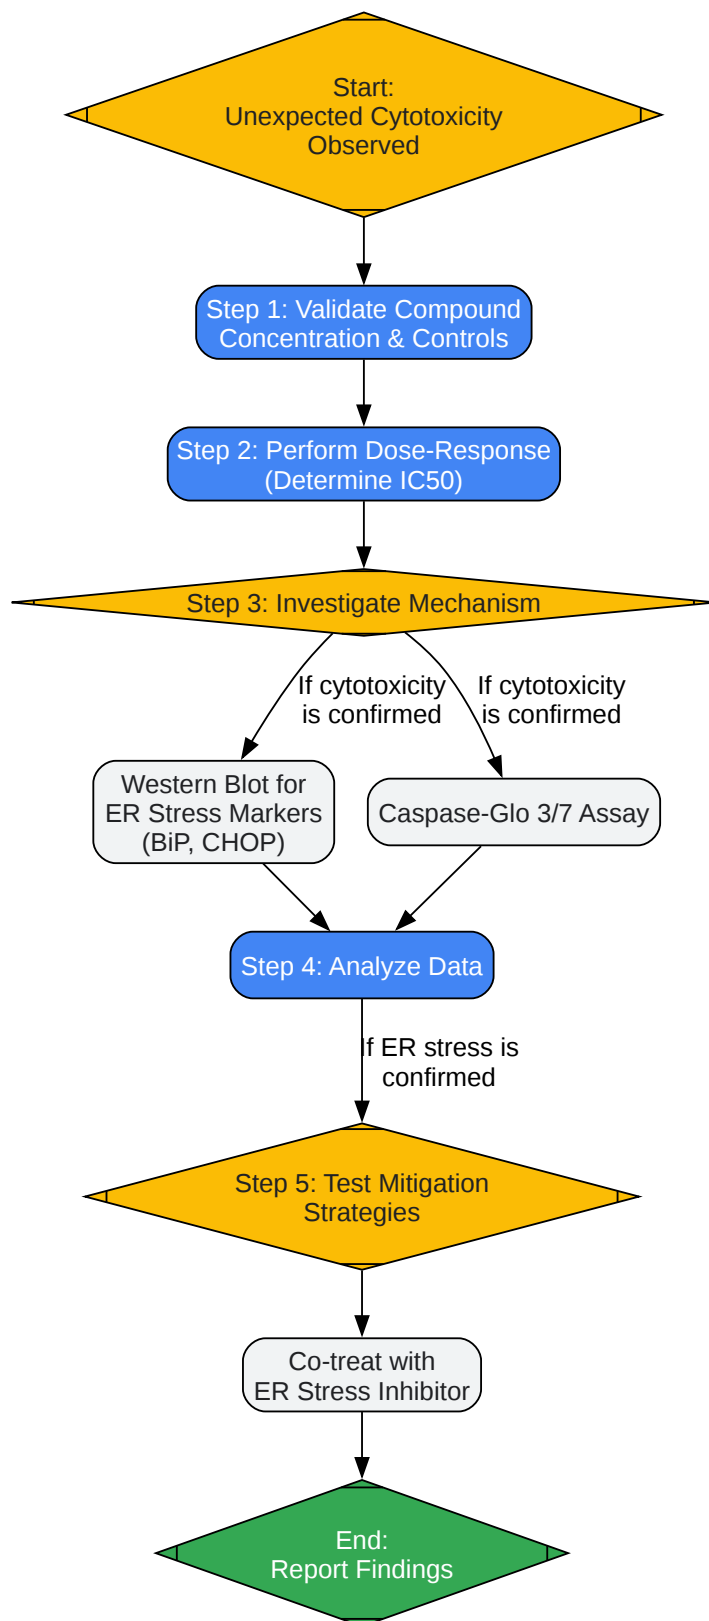 Start:
Unexpected Cytotoxicity
Observed
Step 1: Validate Compound
Concentration & Controls
Step 2: Perform Dose-Response
(Determine IC50)
Step 3: Investigate Mechanism
If cytotoxicity
is confirmed
If cytotoxicity
is confirmed
Western Blot for
ER Stress Markers
(BiP, CHOP)
Caspase-Glo 3/7 Assay
Step 4: Analyze Data
If ER stress is
confirmed
Step 5: Test Mitigation
Strategies
Co-treat with
ER Stress Inhibitor
End:
Report Findings